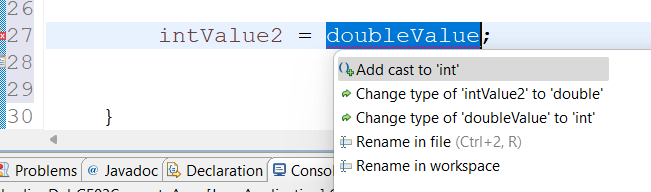 26
27 intValue2 = doubleValue;
28
Add cast to 'int'
29
Change type of 'intValue2' to 'double'
Change type of 'doubleValue' to 'int'
30 }
Rename in file (Ctrl+2, R)
Rename in workspace
Problems @ Javadoc Declaration Conso